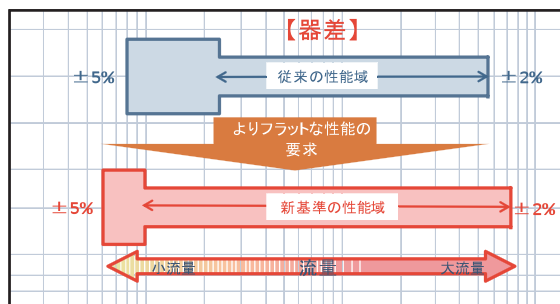 【器差】
±5%
従来の性能域
±2%
よりフラットな性能の
要求
±5%
新基準の性能域
±2%
小流量
流量
大流量